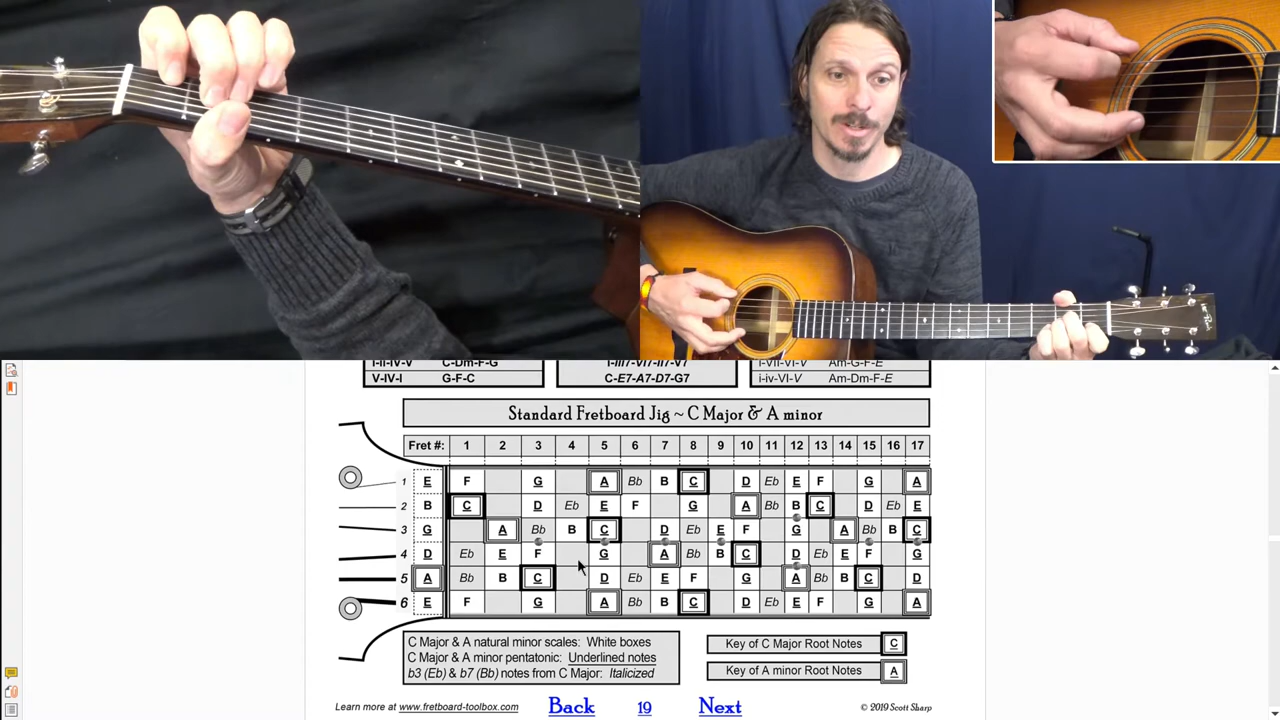 I-ii-IV-V C-Dm-F-G I-III7-VI7-II7-V7 i-VII-VI-V Am-G-F-E
V-IV-I G-F-C C-E7-A7-D7-G7 i-iv-VI-V Am-Dm-F-E
Standard Fretboard Jig ~ C Major & A minor
Fret #: 1 2 3 4 5 6 7 8 9 10 11 12 13 14 15 16 17
1 E F G A Bb B C D Eb E F G A
2 B C D Eb E F G A Bb B C D Eb E
3 G A Bb B C D Eb E F G A Bb B C
4 D Eb E F G A Bb B C D Eb E F G
5 A Bb B C D Eb E F G A Bb B C D
6 E F G A Bb B C D Eb E F G A
C Major & A natural minor scales: White boxes
C Major & A minor pentatonic: Underlined notes
b3 (Eb) & b7 (Bb) notes from C Major: Italicized
Key of C Major Root Notes C
Key of A minor Root Notes A
Learn more at www.fretboard-toolbox.com Back 19 Next © 2019 Scott Sharp